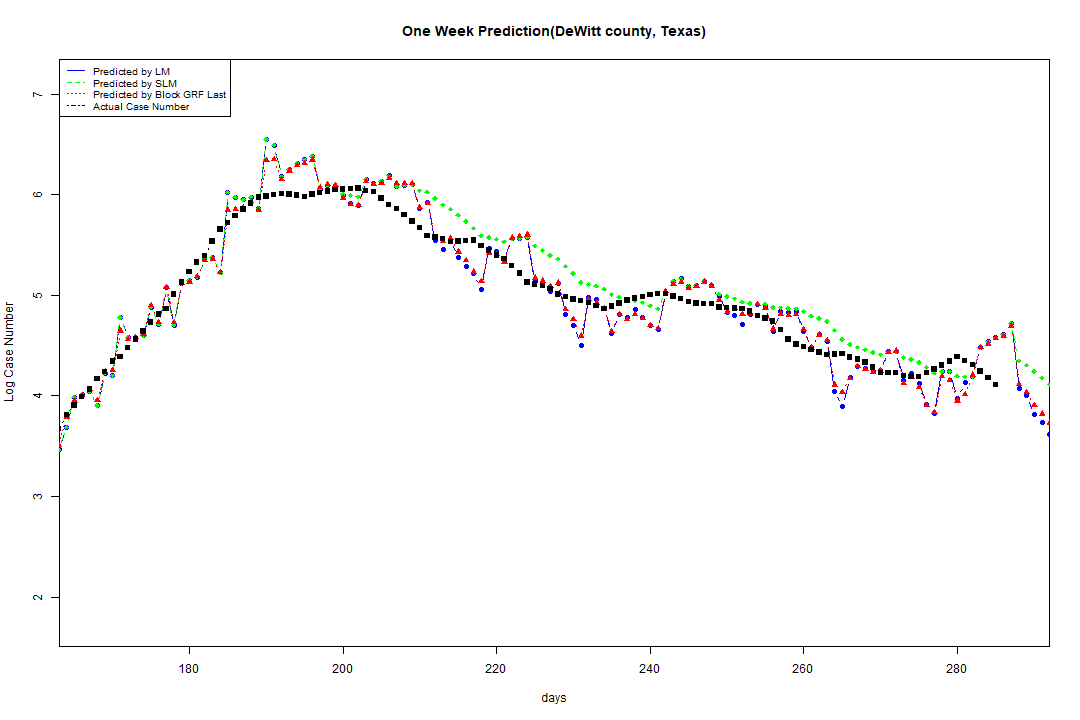 One Week Prediction(DeWitt county, Texas)
Predicted by LM
Predicted by SLM
Predicted by Block GRF Last
Actual Case Number
7
6
5
4
3
2
Log Case Number
180 200 220 240 260 280
days